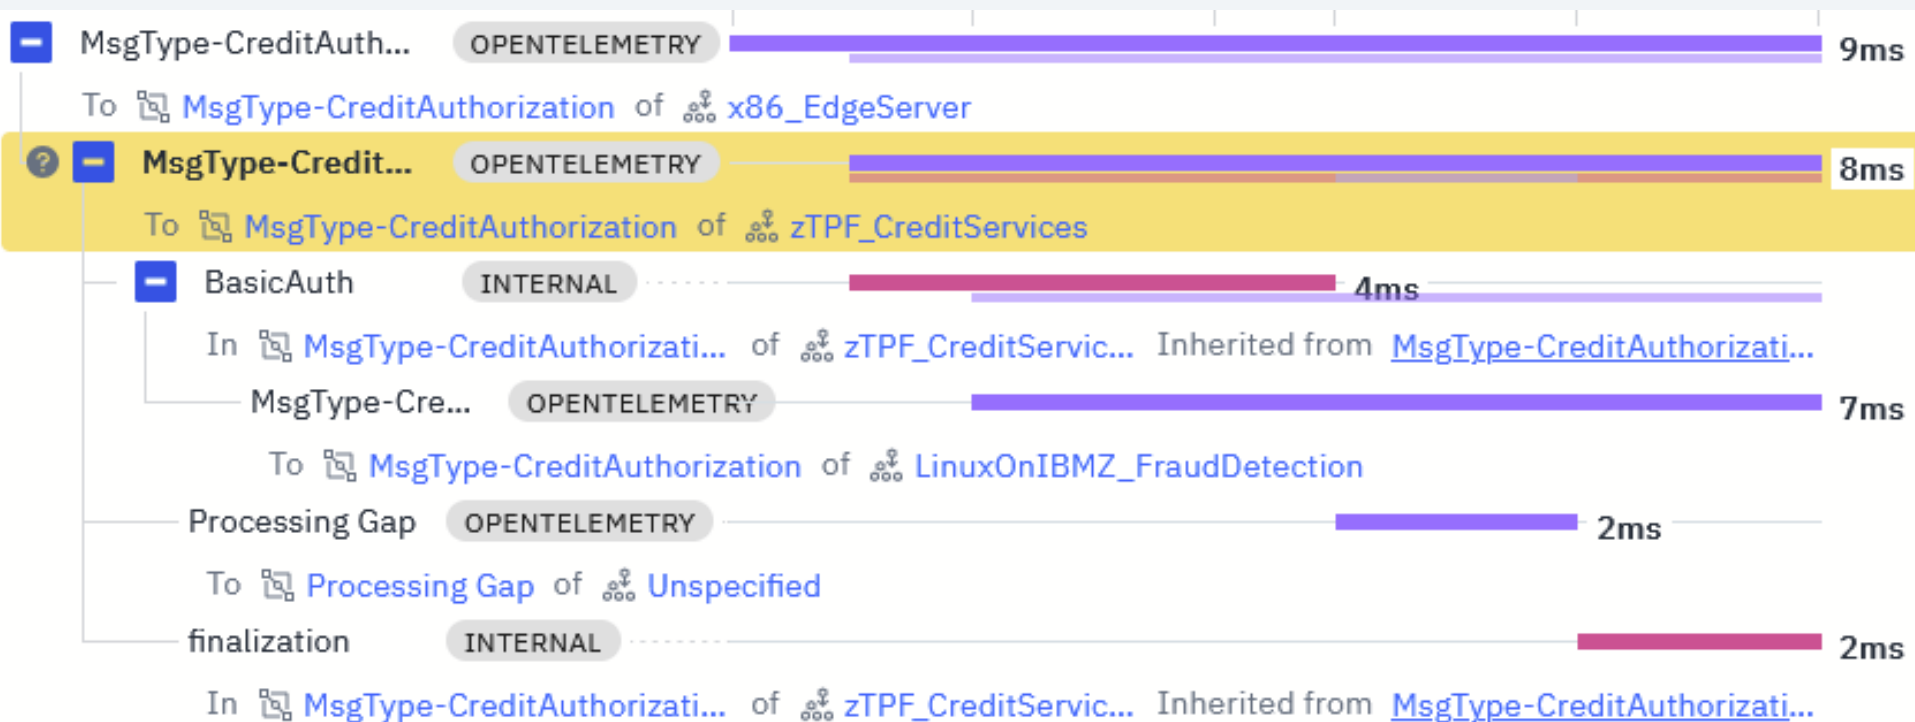 MsgType-CreditAuth... OPENTELEMETRY 9ms
To MsgType-CreditAuthorization of x86_EdgeServer
? MsgType-Credit... OPENTELEMETRY 8ms
To MsgType-CreditAuthorization of zTPF_CreditServices
BasicAuth INTERNAL 4ms
In MsgType-CreditAuthorizati... of zTPF_CreditServic... Inherited from MsgType-CreditAuthorizati...
MsgType-Cre... OPENTELEMETRY 7ms
To MsgType-CreditAuthorization of LinuxOnIBMZ_FraudDetection
Processing Gap OPENTELEMETRY 2ms
To Processing Gap of Unspecified
finalization INTERNAL 2ms
In MsgType-CreditAuthorizati... of zTPF_CreditServic... Inherited from MsgType-CreditAuthorizati...